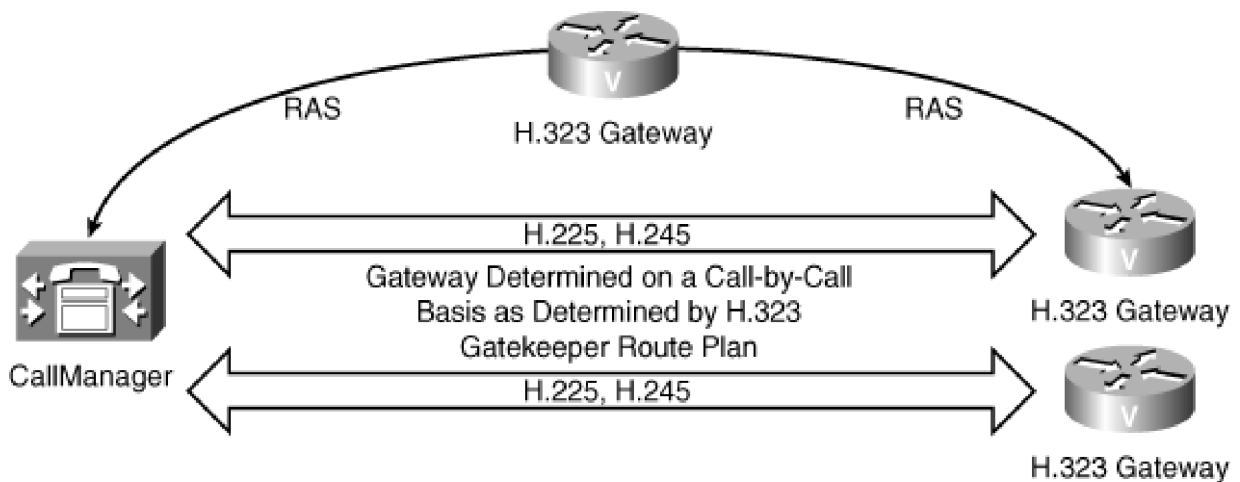 V
RAS
RAS
H.323 Gateway
H.225, H.245
V
Gateway Determined on a Call-by-Call
Basis as Determined by H.323
Gatekeeper Route Plan
H.323 Gateway
CallManager
H.225, H.245
V
H.323 Gateway